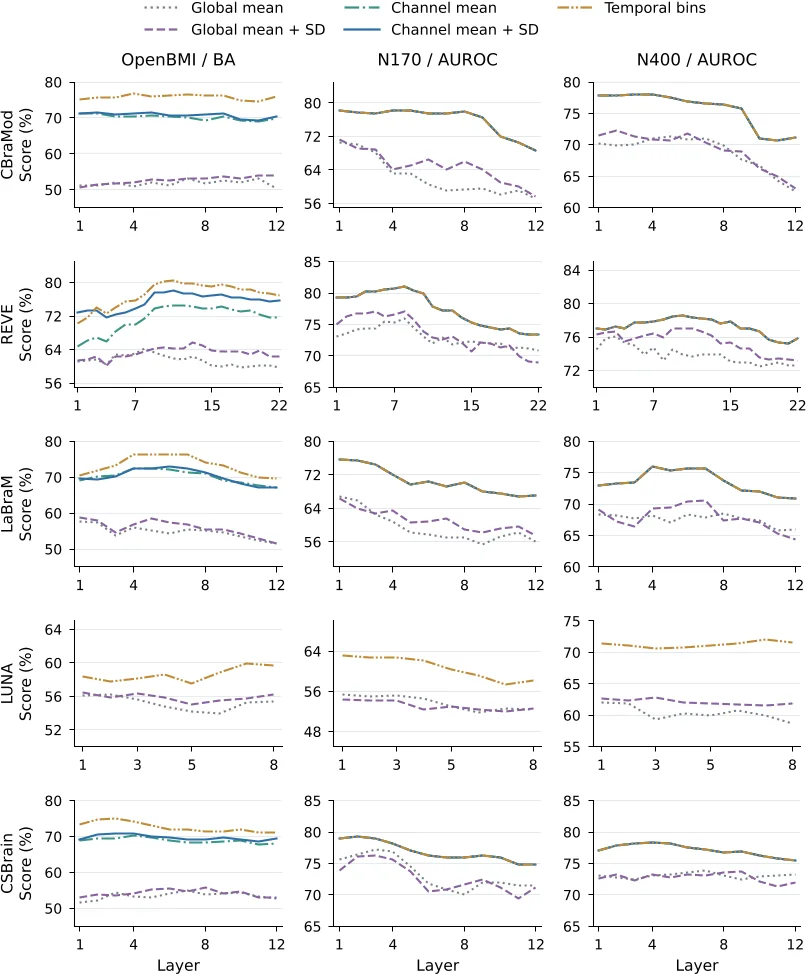 Global mean
Channel mean
Temporal bins
Global mean + SD
Channel mean + SD
OpenBMI / BA
N170 / AUROC
N400 / AUROC
CBraMod
Score (%)
80
70
60
50
1 4 8 12
80
72
64
56
1 4 8 12
80
75
70
65
60
1 4 8 12
REVE
Score (%)
80
72
64
56
1 7 15 22
85
80
75
70
65
1 7 15 22
84
80
76
72
1 7 15 22
LaBraM
Score (%)
80
70
60
50
1 4 8 12
80
72
64
56
1 4 8 12
80
75
70
65
60
1 4 8 12
LUNA
Score (%)
64
60
56
52
1 3 5 8
64
56
48
1 3 5 8
75
70
65
60
55
1 3 5 8
CSBrain
Score (%)
80
70
60
50
1 4 8 12
85
80
75
70
65
1 4 8 12
85
80
75
70
65
1 4 8 12
Layer
Layer
Layer